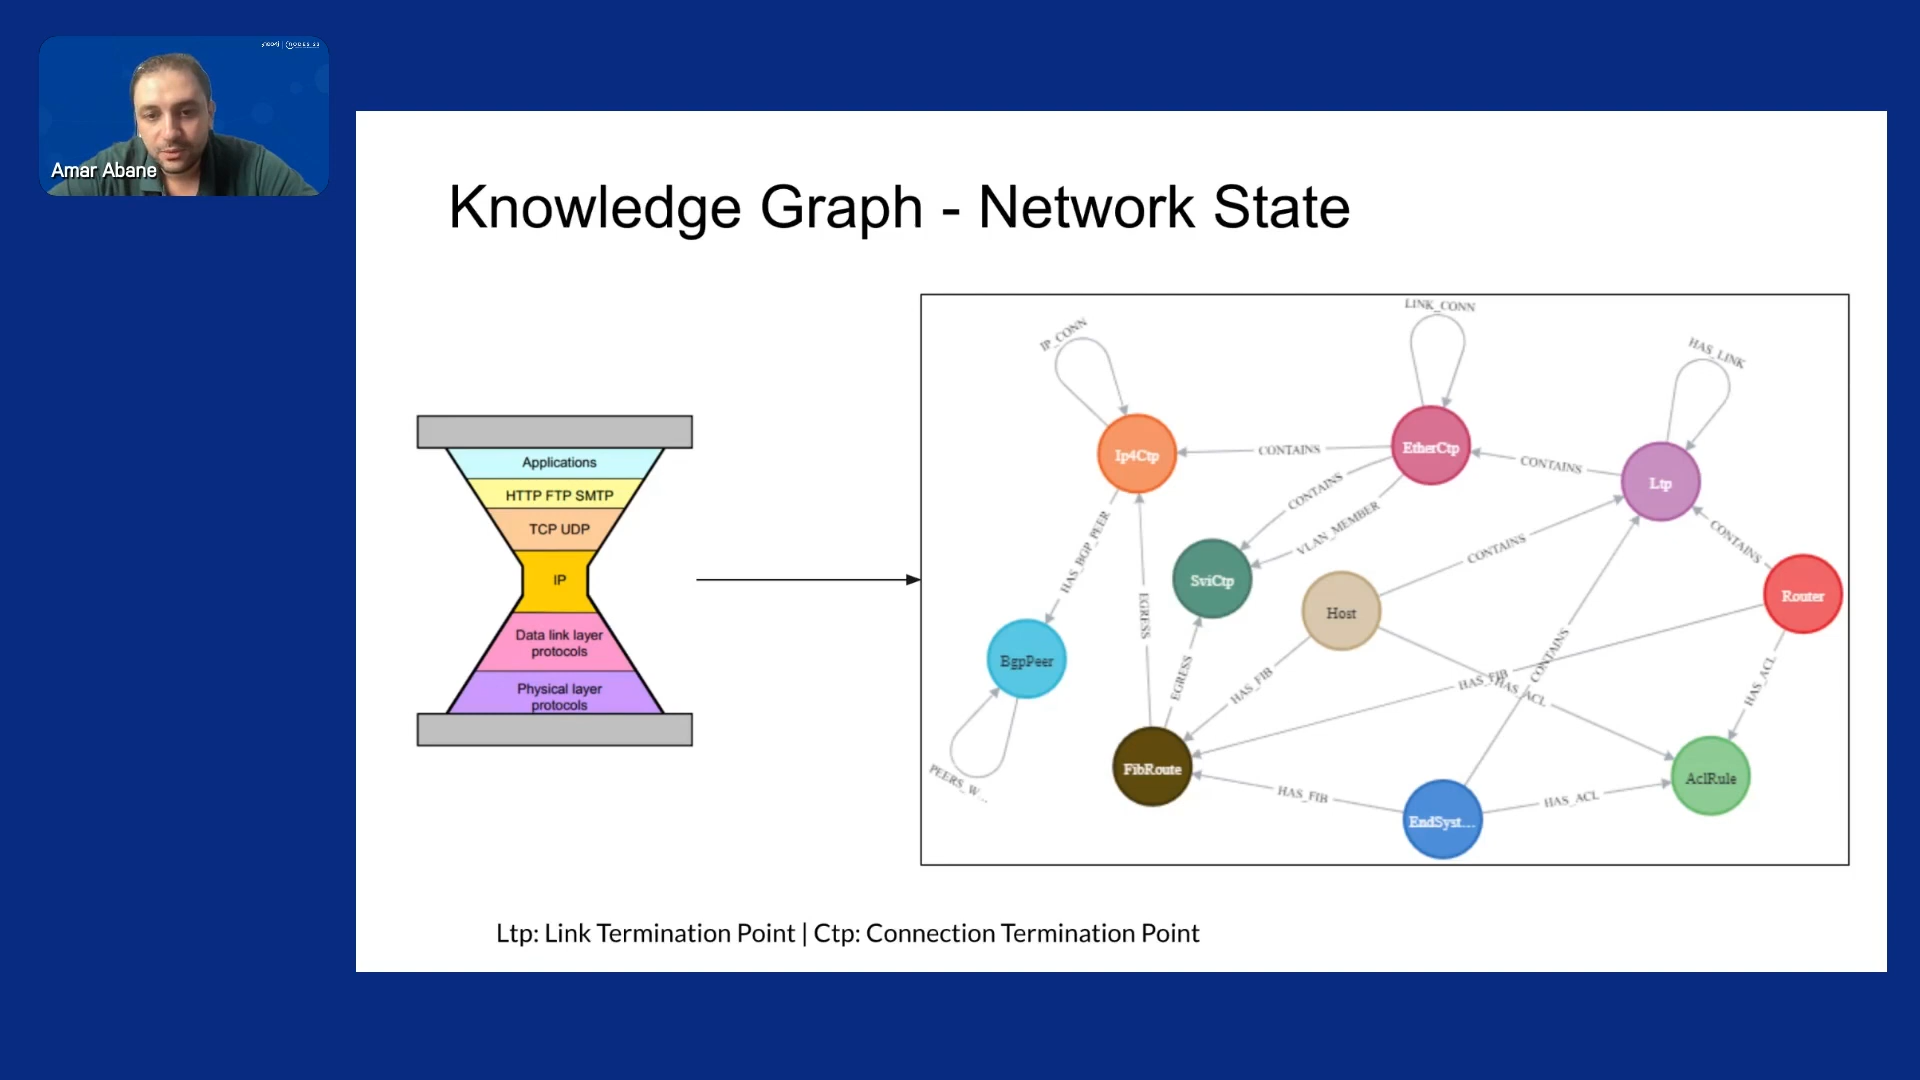 neo4j | NODES 23
Amar Abane
Knowledge Graph - Network State
Applications
HTTP FTP SMTP
TCP UDP
IP
Data link layer
protocols
Physical layer
protocols
IP_CONN
LINK_CONN
HAS_LINK
Ip4Ctp
CONTAINS
EtherCtp
CONTAINS
Ltp
CONTAINS
VLAN_MEMBER
CONTAINS
CONTAINS
HAS_BGP_PEER
EGRESS
SviCtp
Host
Router
BgpPeer
EGRESS
HAS_FIB
HAS_FIB
CONTAINS
HAS_ACL
HAS_ACL
PEERS_W...
FibRoute
HAS_FIB
EndSyst...
HAS_ACL
AclRule
Ltp: Link Termination Point | Ctp: Connection Termination Point